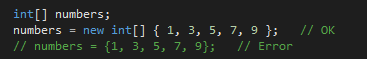 int[] numbers;
numbers = new int[] { 1, 3, 5, 7, 9 };   // OK
// numbers = {1, 3, 5, 7, 9};   // Error